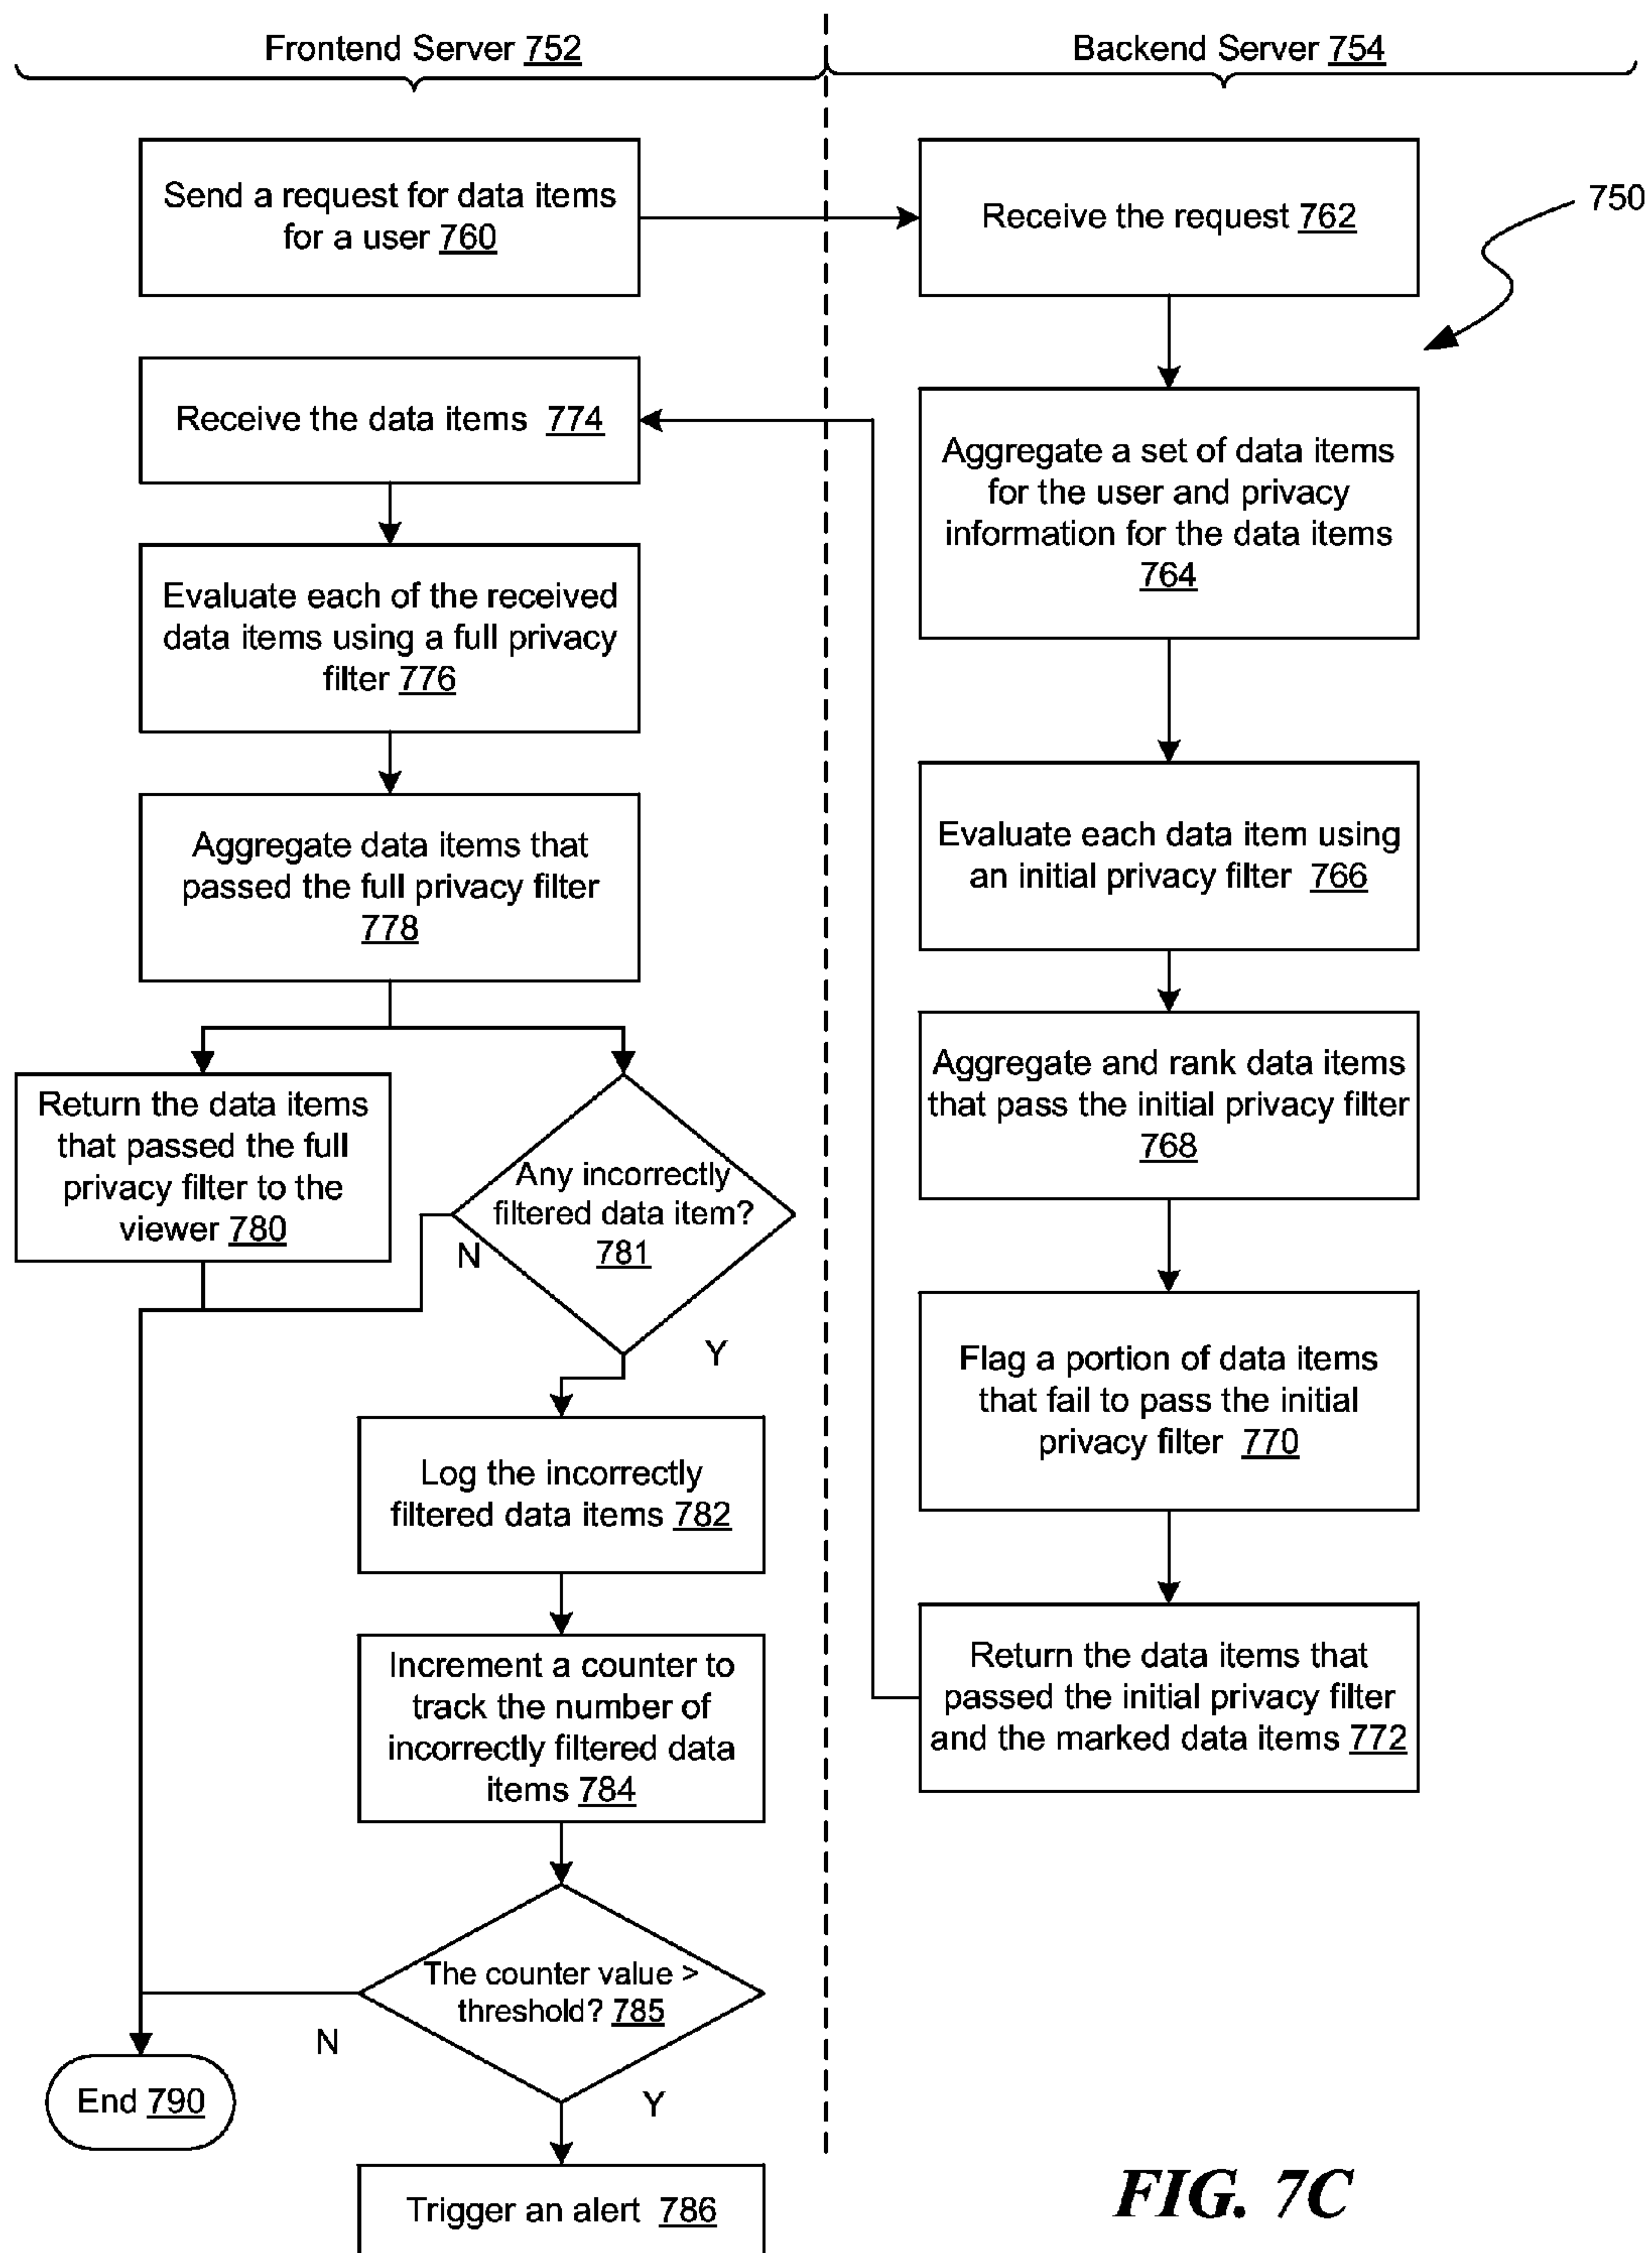 Frontend Server 752
Backend Server 754
750
Send a request for data items
for a user 760
Receive the request 762
Receive the data items 774
Aggregate a set of data items
for the user and privacy
information for the data items
764
Evaluate each of the received
data items using a full privacy
filter 776
Evaluate each data item using
an initial privacy filter 766
Aggregate data items that
passed the full privacy filter
778
Aggregate and rank data items
that pass the initial privacy filter
768
Return the data items
that passed the full
privacy filter to the
viewer 780
Any incorrectly
filtered data item?
781
N
Y
Flag a portion of data items
that fail to pass the initial
privacy filter 770
Log the incorrectly
filtered data items 782
Return the data items that
passed the initial privacy filter
and the marked data items 772
Increment a counter to
track the number of
incorrectly filtered data
items 784
The counter value >
threshold? 785
N
Y
End 790
Trigger an alert 786
FIG. 7C